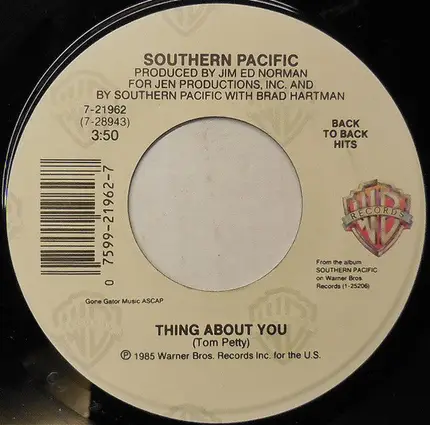 SOUTHERN PACIFIC
PRODUCED BY JIM ED NORMAN
FOR JEN PRODUCTIONS, INC. AND
BY SOUTHERN PACIFIC WITH BRAD HARTMAN
7-21962
(7-28943)
3:50
BACK
TO BACK
HITS
0 7599-21962-7
RECORDS
From the album
SOUTHERN PACIFIC
on Warner Bros.
Records (1-25206)
Gone Gator Music ASCAP
THING ABOUT YOU
(Tom Petty)
℗ 1985 Warner Bros. Records Inc. for the U.S.